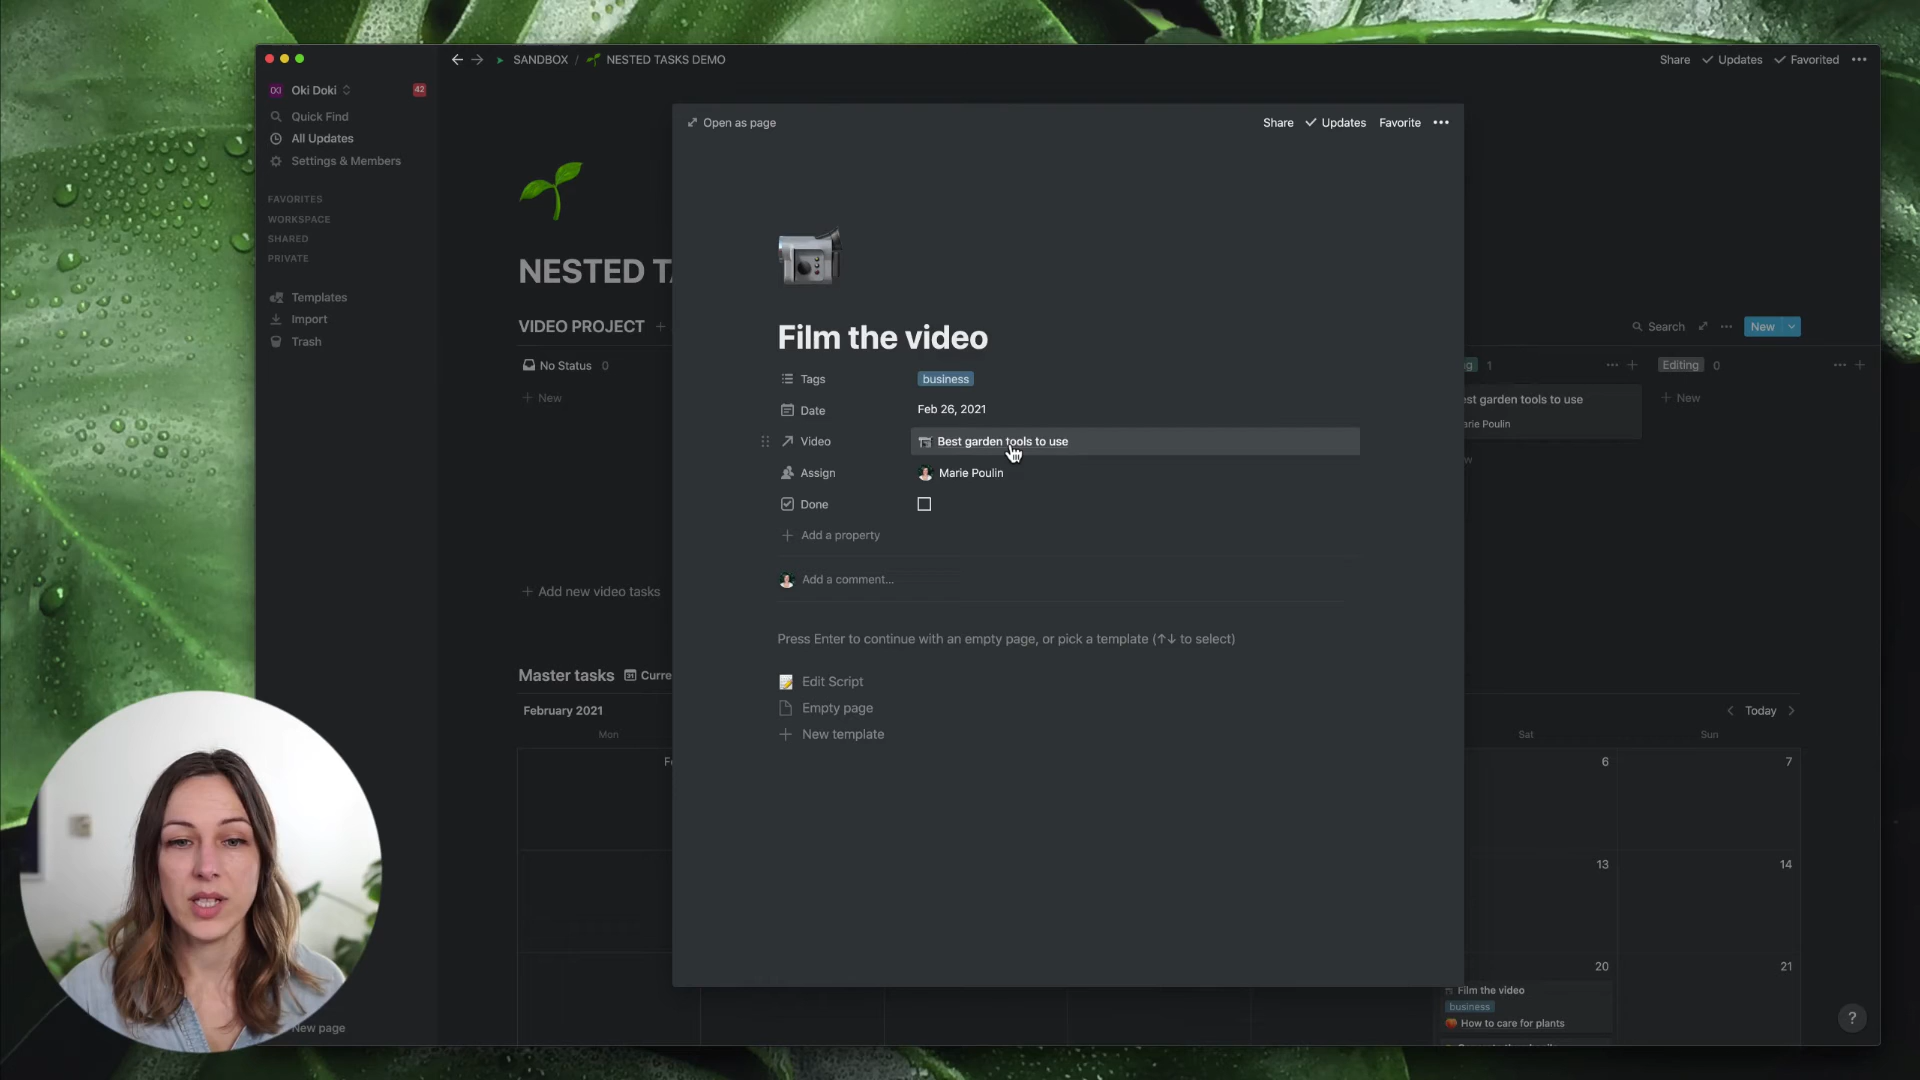 SANDBOX / NESTED TASKS DEMO
Share Updates Favorited
Oki Doki
42
Quick Find
All Updates
Settings & Members
FAVORITES
WORKSPACE
SHARED
PRIVATE
Templates
Import
Trash
New page
NESTED T
VIDEO PROJECT
No Status 0
New
Add new video tasks
Master tasks
Curre
February 2021
Mon
Open as page
Share Updates Favorite
Film the video
Tags business
Date Feb 26, 2021
Video Best garden tools to use
Assign Marie Poulin
Done
Add a property
Add a comment...
Press Enter to continue with an empty page, or pick a template (↑↓ to select)
Edit Script
Empty page
New template
Search New
1
est garden tools to use
arie Poulin
Editing 0
New
Today
Sat Sun
6 7
13 14
20 21
Film the video
business
How to care for plants
?